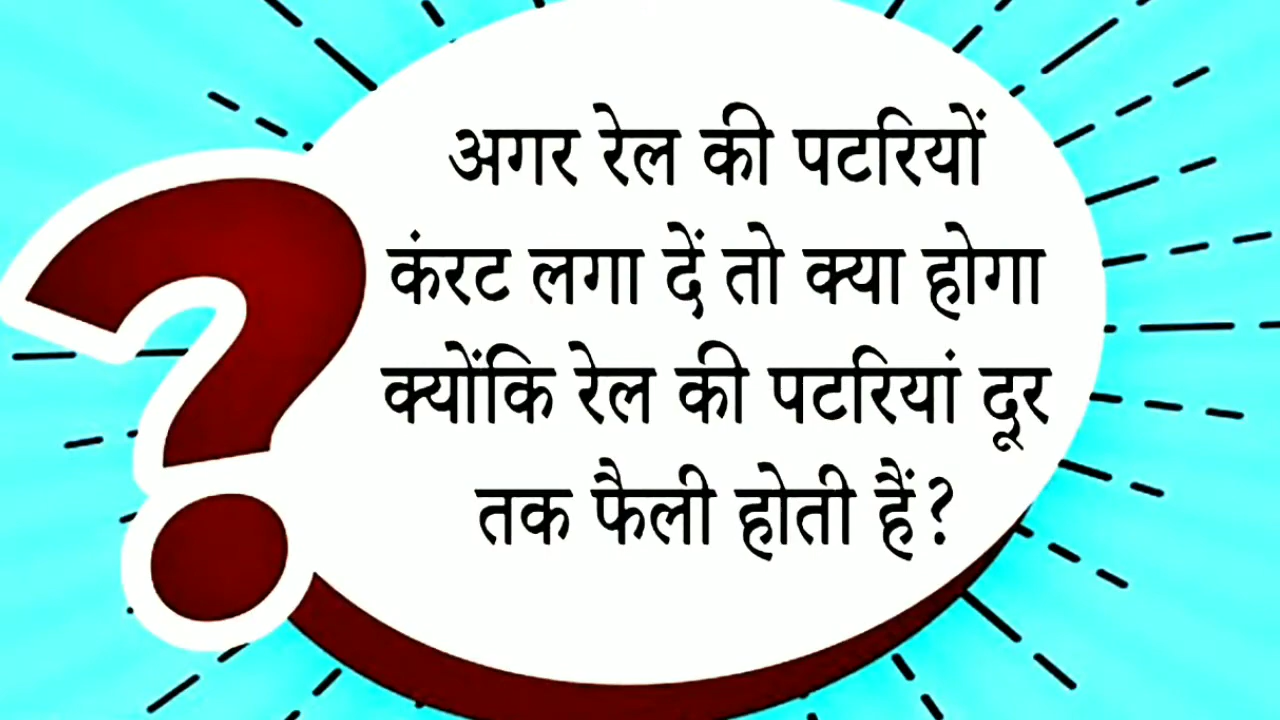 अगर रेल की पटरियों
कंरट लगा दें तो क्या होगा
क्योंकि रेल की पटरियां दूर
तक फैली होती हैं?